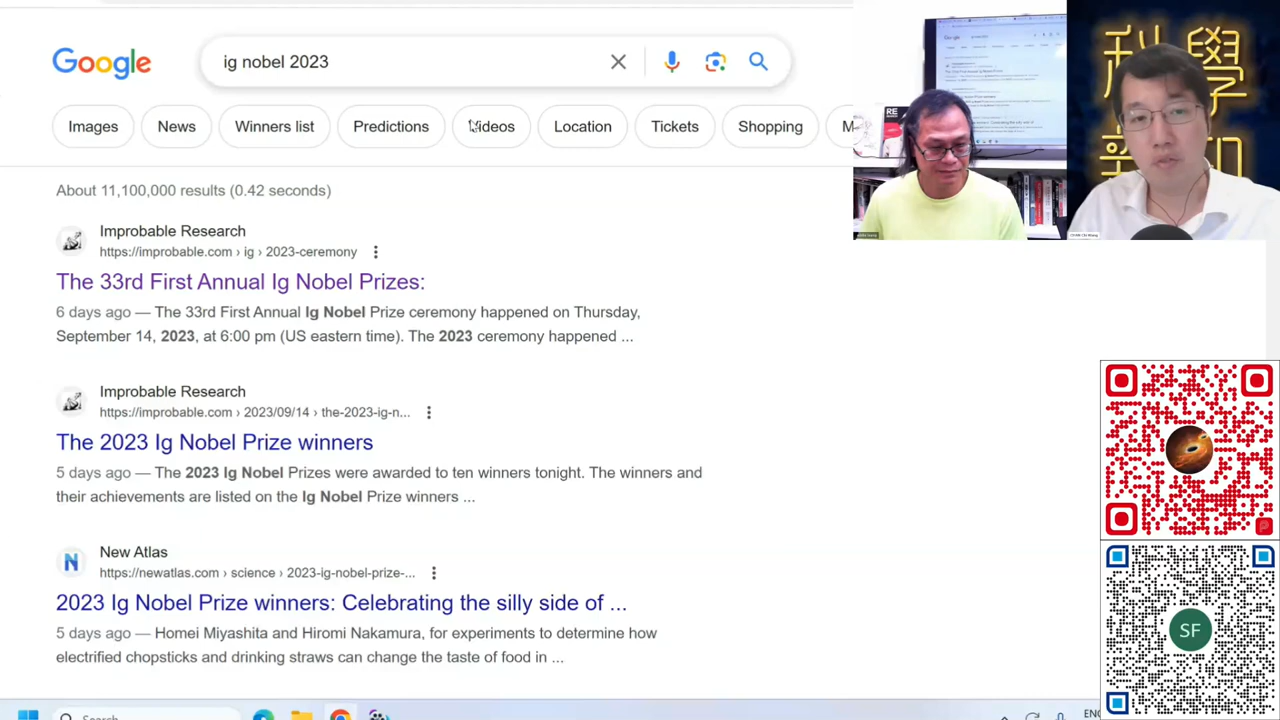 Google
ig nobel 2023
Images
News
Predictions
Videos
Location
Tickets
Shopping
About 11,100,000 results (0.42 seconds)
Improbable Research
https://improbable.com › ig › 2023-ceremony
The 33rd First Annual Ig Nobel Prizes:
6 days ago — The 33rd First Annual Ig Nobel Prize ceremony happened on Thursday,
September 14, 2023, at 6:00 pm (US eastern time). The 2023 ceremony happened ...
Improbable Research
https://improbable.com › 2023/09/14 › the-2023-ig-n...
The 2023 Ig Nobel Prize winners
5 days ago — The 2023 Ig Nobel Prizes were awarded to ten winners tonight. The winners and
their achievements are listed on the Ig Nobel Prize winners ...
New Atlas
https://newatlas.com › science › 2023-ig-nobel-prize-...
2023 Ig Nobel Prize winners: Celebrating the silly side of ...
5 days ago — Homei Miyashita and Hiromi Nakamura, for experiments to determine how
electrified chopsticks and drinking straws can change the taste of food in ...
科學
SF
Search
ENG